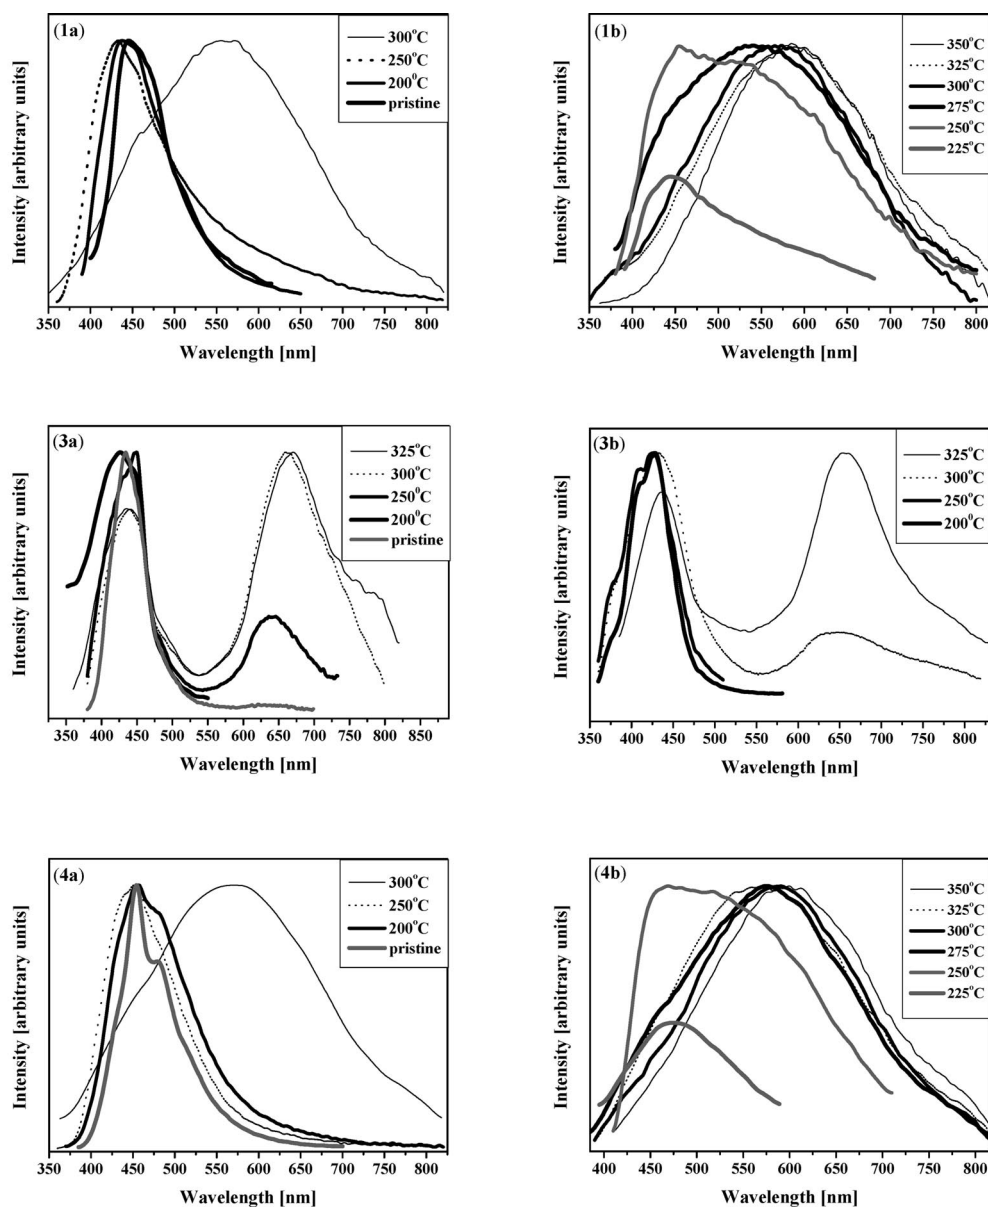 (1a)
300°C
250°C
200°C
pristine
Intensity [arbitrary units]
350 400 450 500 550 600 650 700 750 800
Wavelength [nm]
(1b)
350°C
325°C
300°C
275°C
250°C
225°C
Intensity [arbitrary units]
350 400 450 500 550 600 650 700 750 800
Wavelength [nm]
(3a)
325°C
300°C
250°C
200°C
pristine
Intensity [arbitrary units]
350 400 450 500 550 600 650 700 750 800 850
Wavelength [nm]
(3b)
325°C
300°C
250°C
200°C
Intensity [arbitrary units]
350 400 450 500 550 600 650 700 750 800
Wavelength [nm]
(4a)
300°C
250°C
200°C
pristine
Intensity [arbitrary units]
350 400 450 500 550 600 650 700 750 800
Wavelength [nm]
(4b)
350°C
325°C
300°C
275°C
250°C
225°C
Intensity [arbitrary units]
400 450 500 550 600 650 700 750 800
Wavelength [nm]